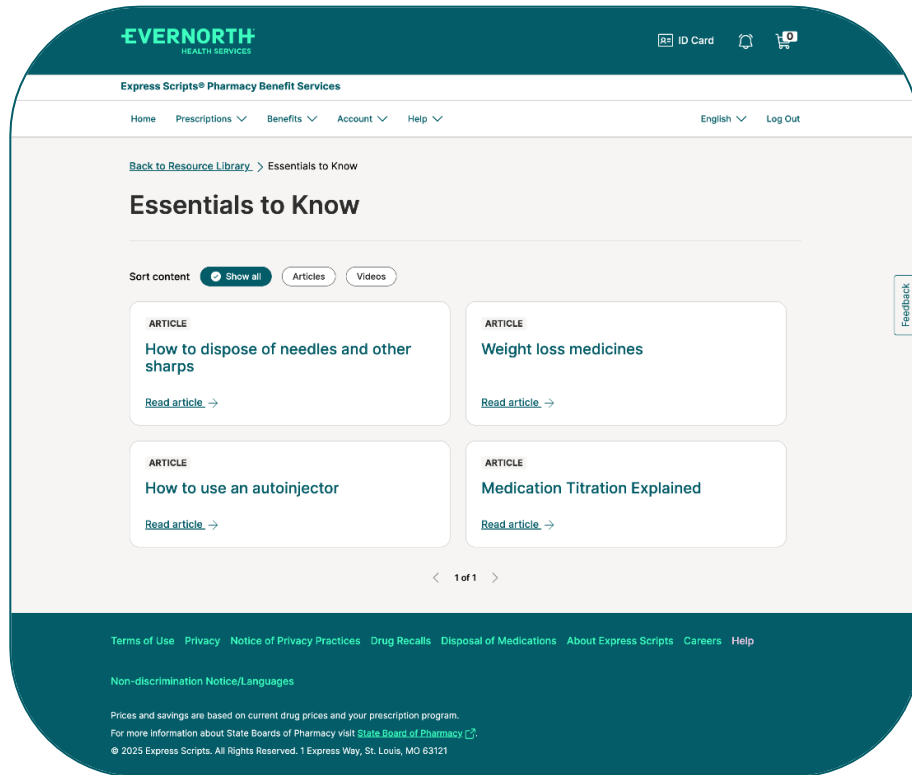 EVERNORTH
HEALTH SERVICES
ID Card
0
Express Scripts® Pharmacy Benefit Services
Home Prescriptions Benefits Account Help English Log Out
Back to Resource Library > Essentials to Know
Essentials to Know
Sort content Show all Articles Videos
Feedback
ARTICLE
How to dispose of needles and other
sharps
Read article →
ARTICLE
Weight loss medicines
Read article →
ARTICLE
How to use an autoinjector
Read article →
ARTICLE
Medication Titration Explained
Read article →
< 1 of 1 >
Terms of Use Privacy Notice of Privacy Practices Drug Recalls Disposal of Medications About Express Scripts Careers Help
Non-discrimination Notice/Languages
Prices and savings are based on current drug prices and your prescription program.
For more information about State Boards of Pharmacy visit State Board of Pharmacy.
© 2025 Express Scripts. All Rights Reserved. 1 Express Way, St. Louis, MO 63121